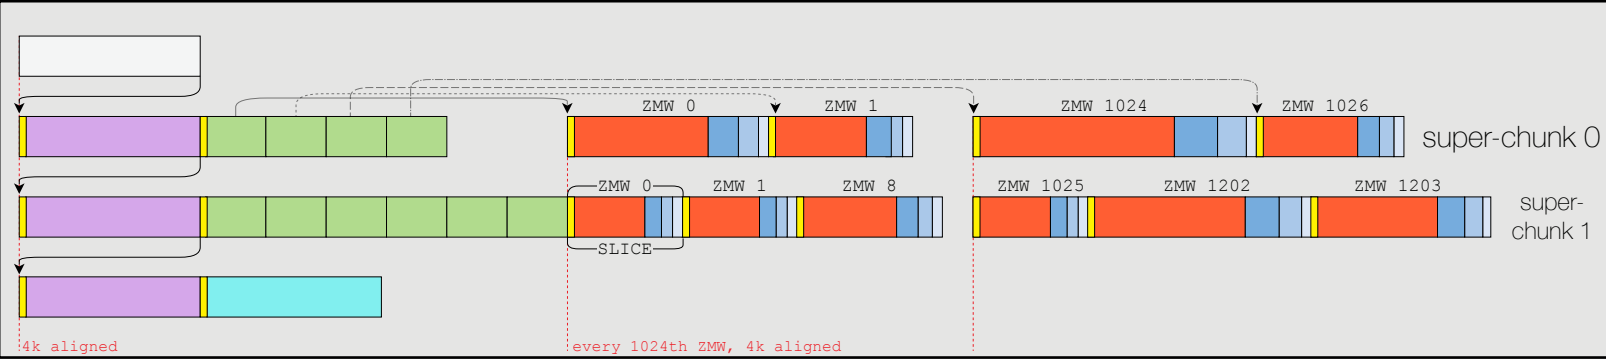 ZMW 0
ZMW 1
ZMW 1024
ZMW 1026
super-chunk 0
ZMW 0
ZMW 1
ZMW 8
ZMW 1025
ZMW 1202
ZMW 1203
super-
chunk 1
SLICE
4k aligned
every 1024th ZMW, 4k aligned